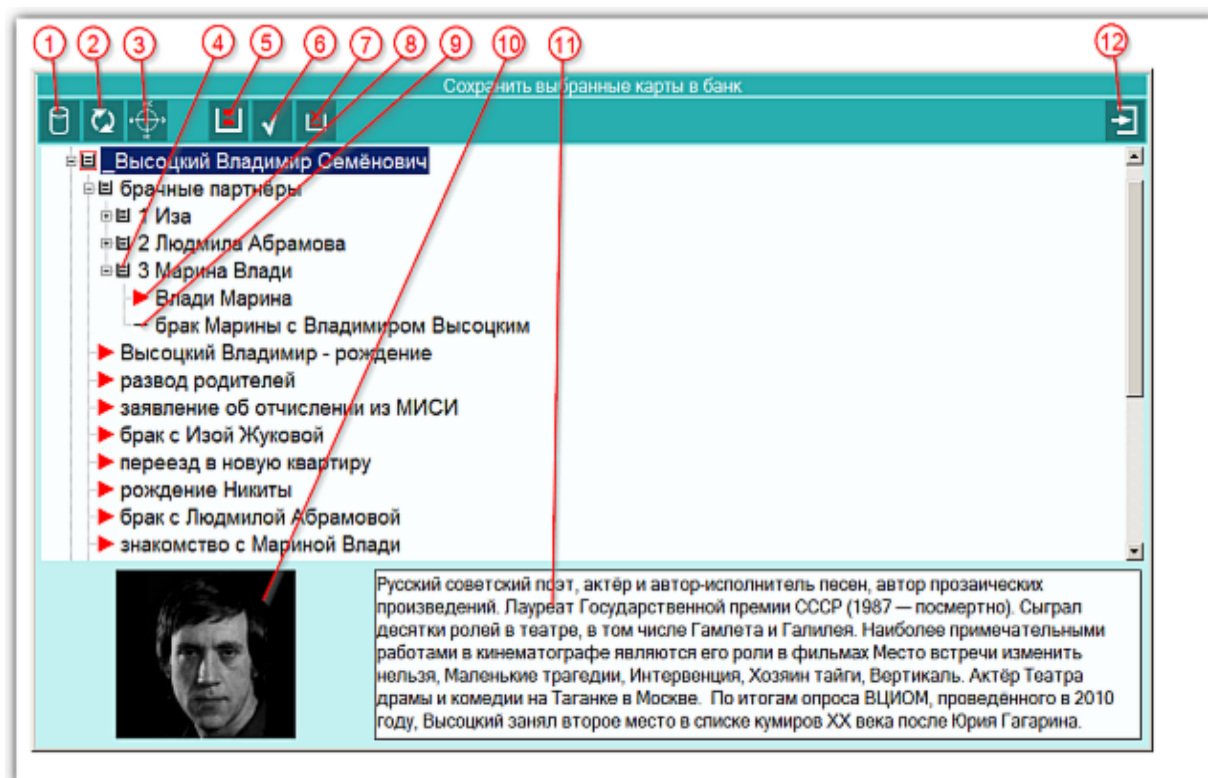 1 2 3 4 5 6 7 8 9 10 11 12
Сохранить выбранные карты в банк
_Высоцкий Владимир Семёнович
брачные партнёры
1 Иза
2 Людмила Абрамова
3 Марина Влади
Влади Марина
брак Марины с Владимиром Высоцким
Высоцкий Владимир - рождение
развод родителей
заявление об отчислении из МИСИ
брак с Изой Жуковой
переезд в новую квартиру
рождение Никиты
брак с Людмилой Абрамовой
знакомство с Мариной Влади
Русский советский поэт, актёр и автор-исполнитель песен, автор прозаических
произведений. Лауреат Государственной премии СССР (1987 — посмертно). Сыграл
десятки ролей в театре, в том числе Гамлета и Галилея. Наиболее примечательными
работами в кинематографе являются его роли в фильмах Место встречи изменить
нельзя, Маленькие трагедии, Интервенция, Хозяин тайги, Вертикаль. Актёр Театра
драмы и комедии на Таганке в Москве. По итогам опроса ВЦИОМ, проведённого в 2010
году, Высоцкий занял второе место в списке кумиров XX века после Юрия Гагарина.